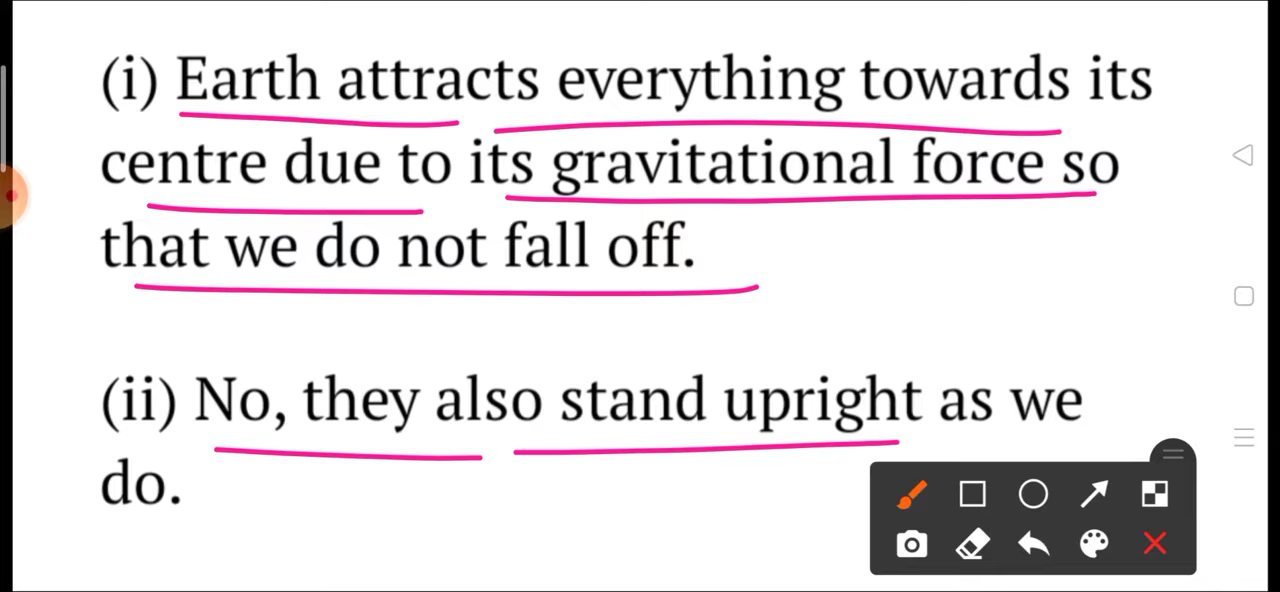 (i) Earth attracts everything towards its
centre due to its gravitational force so
that we do not fall off.
(ii) No, they also stand upright as we
do.